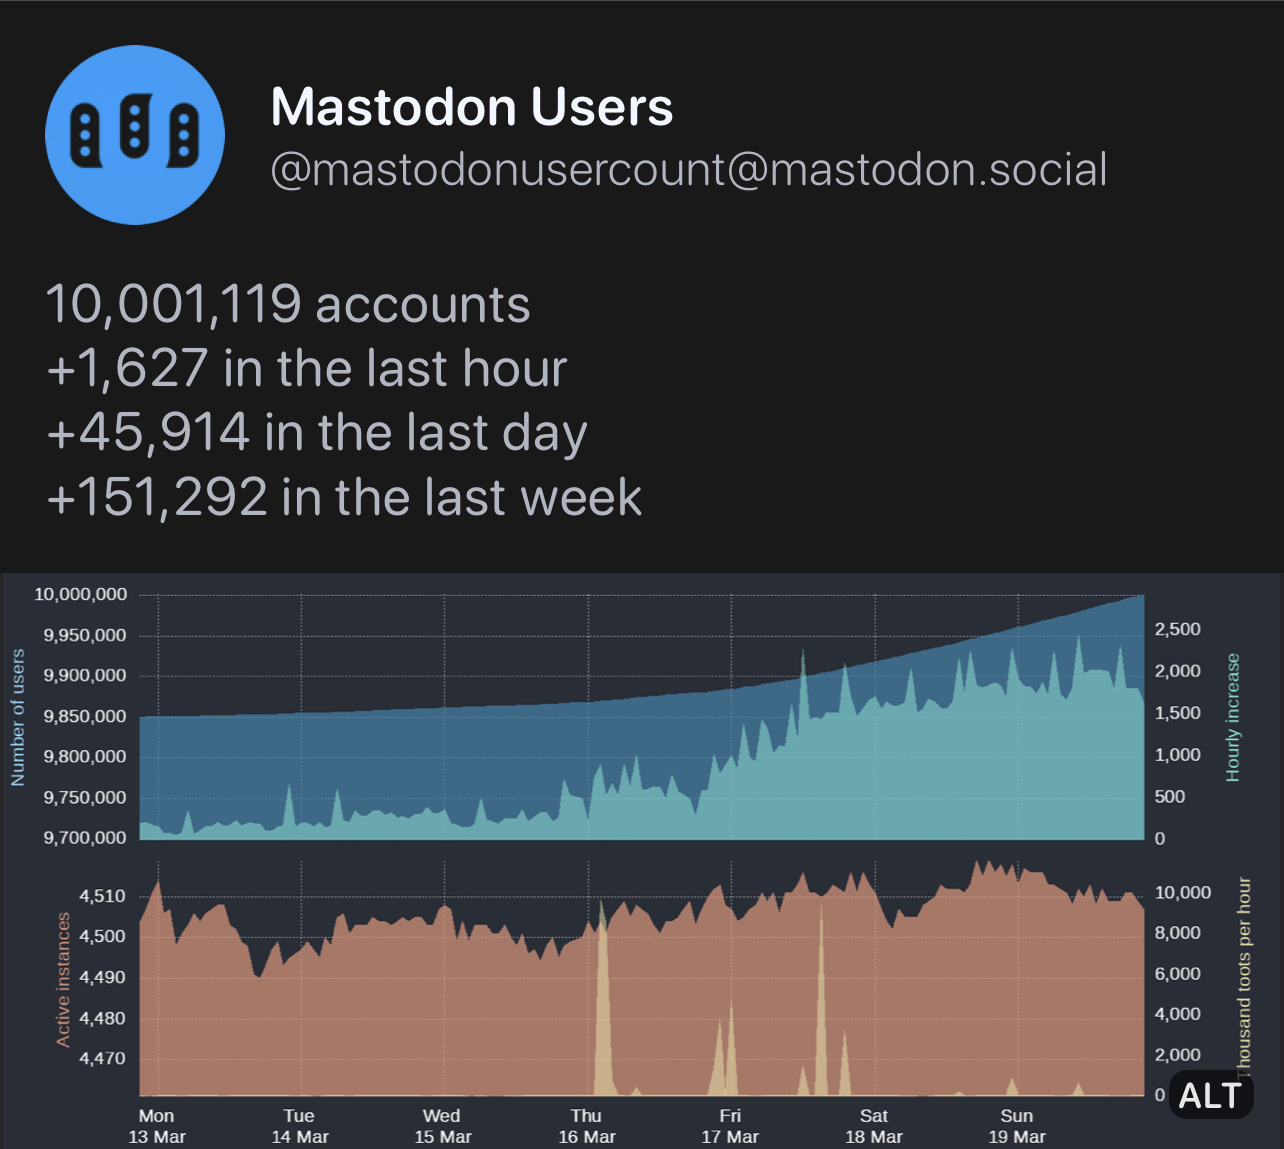 Mastodon Users
@mastodonusercount@mastodon.social
10,001,119 accounts
+1,627 in the last hour
+45,914 in the last day
+151,292 in the last week
Number of users
10,000,000
9,950,000
9,900,000
9,850,000
9,800,000
9,750,000
9,700,000
2,500
2,000
1,500
1,000
500
0
Hourly increase
Active instances
4,510
4,500
4,490
4,480
4,470
10,000
8,000
6,000
4,000
2,000
0
Thousand toots per hour
ALT
Mon Tue Wed Thu Fri Sat Sun
13 Mar 14 Mar 15 Mar 16 Mar 17 Mar 18 Mar 19 Mar